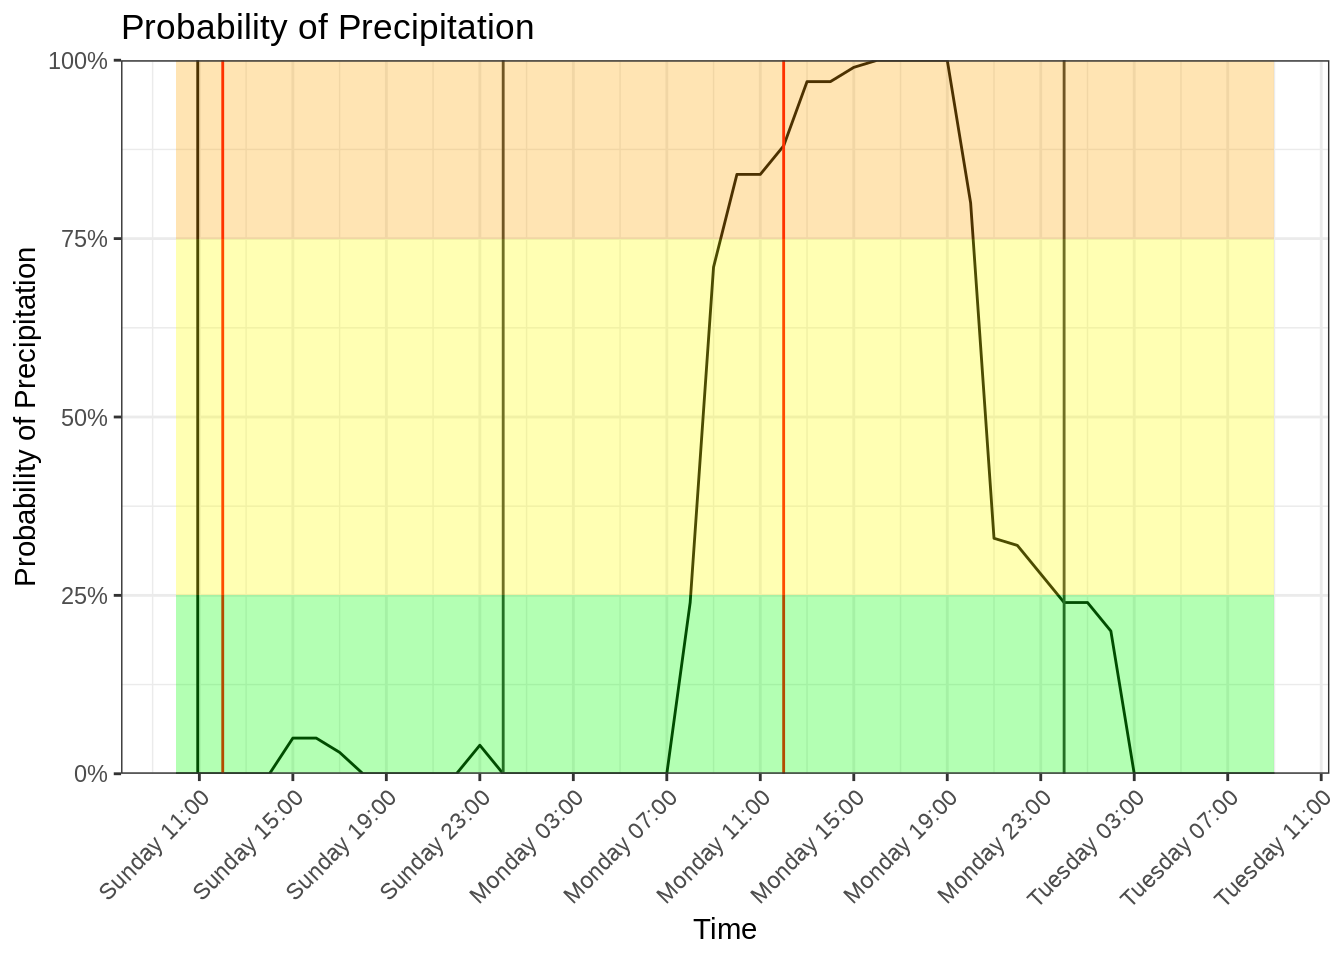 Probability of Precipitation
Probability of Precipitation
100%
75%
50%
25%
0%
Sunday 11:00
Sunday 15:00
Sunday 19:00
Sunday 23:00
Monday 03:00
Monday 07:00
Monday 11:00
Monday 15:00
Monday 19:00
Monday 23:00
Tuesday 03:00
Tuesday 07:00
Tuesday 11:00
Time